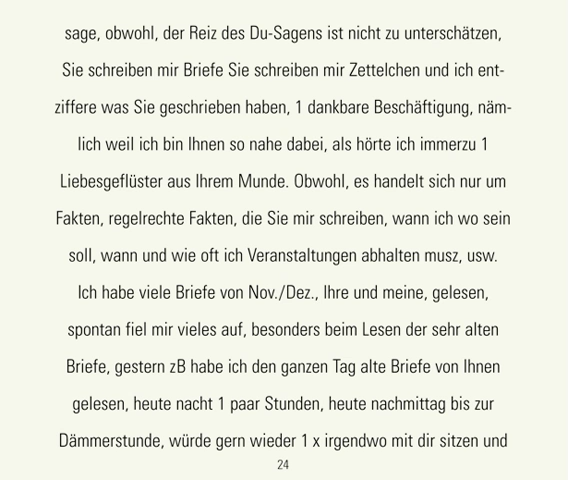 sage, obwohl, der Reiz des Du-Sagens ist nicht zu unterschätzen,
Sie schreiben mir Briefe Sie schreiben mir Zettelchen und ich ent-
ziffere was Sie geschrieben haben, 1 dankbare Beschäftigung, näm-
lich weil ich bin Ihnen so nahe dabei, als hörte ich immerzu 1
Liebesgeflüster aus Ihrem Munde. Obwohl, es handelt sich nur um
Fakten, regelrechte Fakten, die Sie mir schreiben, wann ich wo sein
soll, wann und wie oft ich Veranstaltungen abhalten musz, usw.
Ich habe viele Briefe von Nov./Dez., Ihre und meine, gelesen,
spontan fiel mir vieles auf, besonders beim Lesen der sehr alten
Briefe, gestern zB habe ich den ganzen Tag alte Briefe von Ihnen
gelesen, heute nacht 1 paar Stunden, heute nachmittag bis zur
Dämmerstunde, würde gern wieder 1 x irgendwo mit dir sitzen und
24